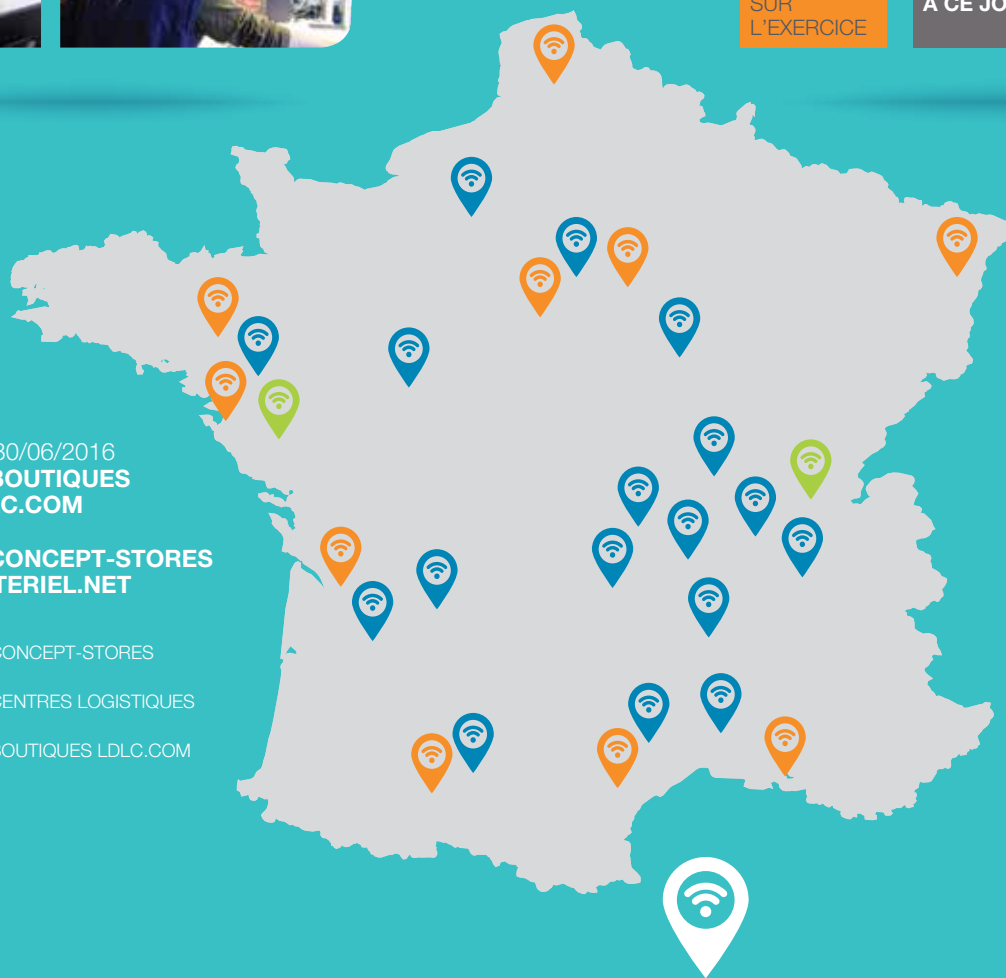 SUR
L'EXERCICE
À CE JO
30/06/2016
BOUTIQUES
C.COM
CONCEPT-STORES
TERIEL.NET
CONCEPT-STORES
CENTRES LOGISTIQUES
BOUTIQUES LDLC.COM